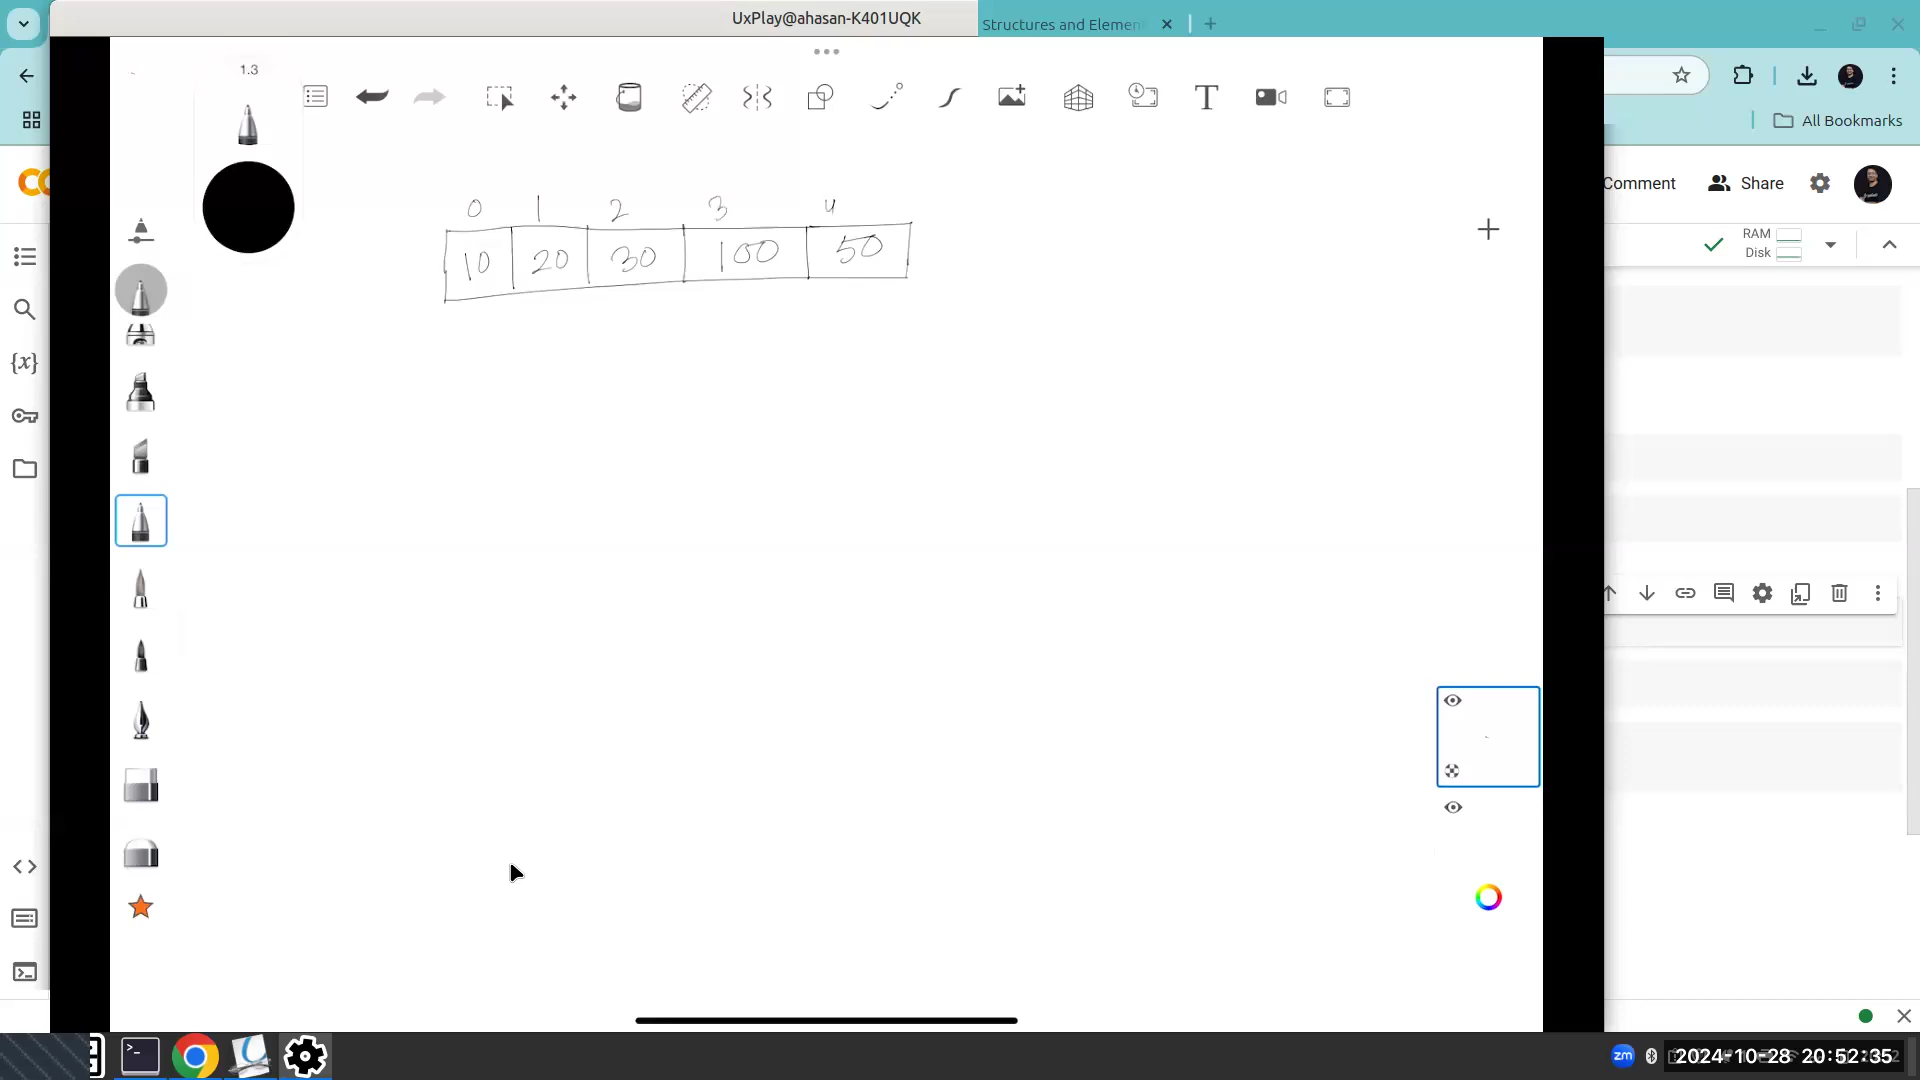 UxPlay@ahasan-K401UQK
Structures and Elemen
1.3
All Bookmarks
Comment
Share
0 1 2 3 4
10 20 30 100 50
RAM
Disk
T
{x}
zm
2024-10-28 20:52:35